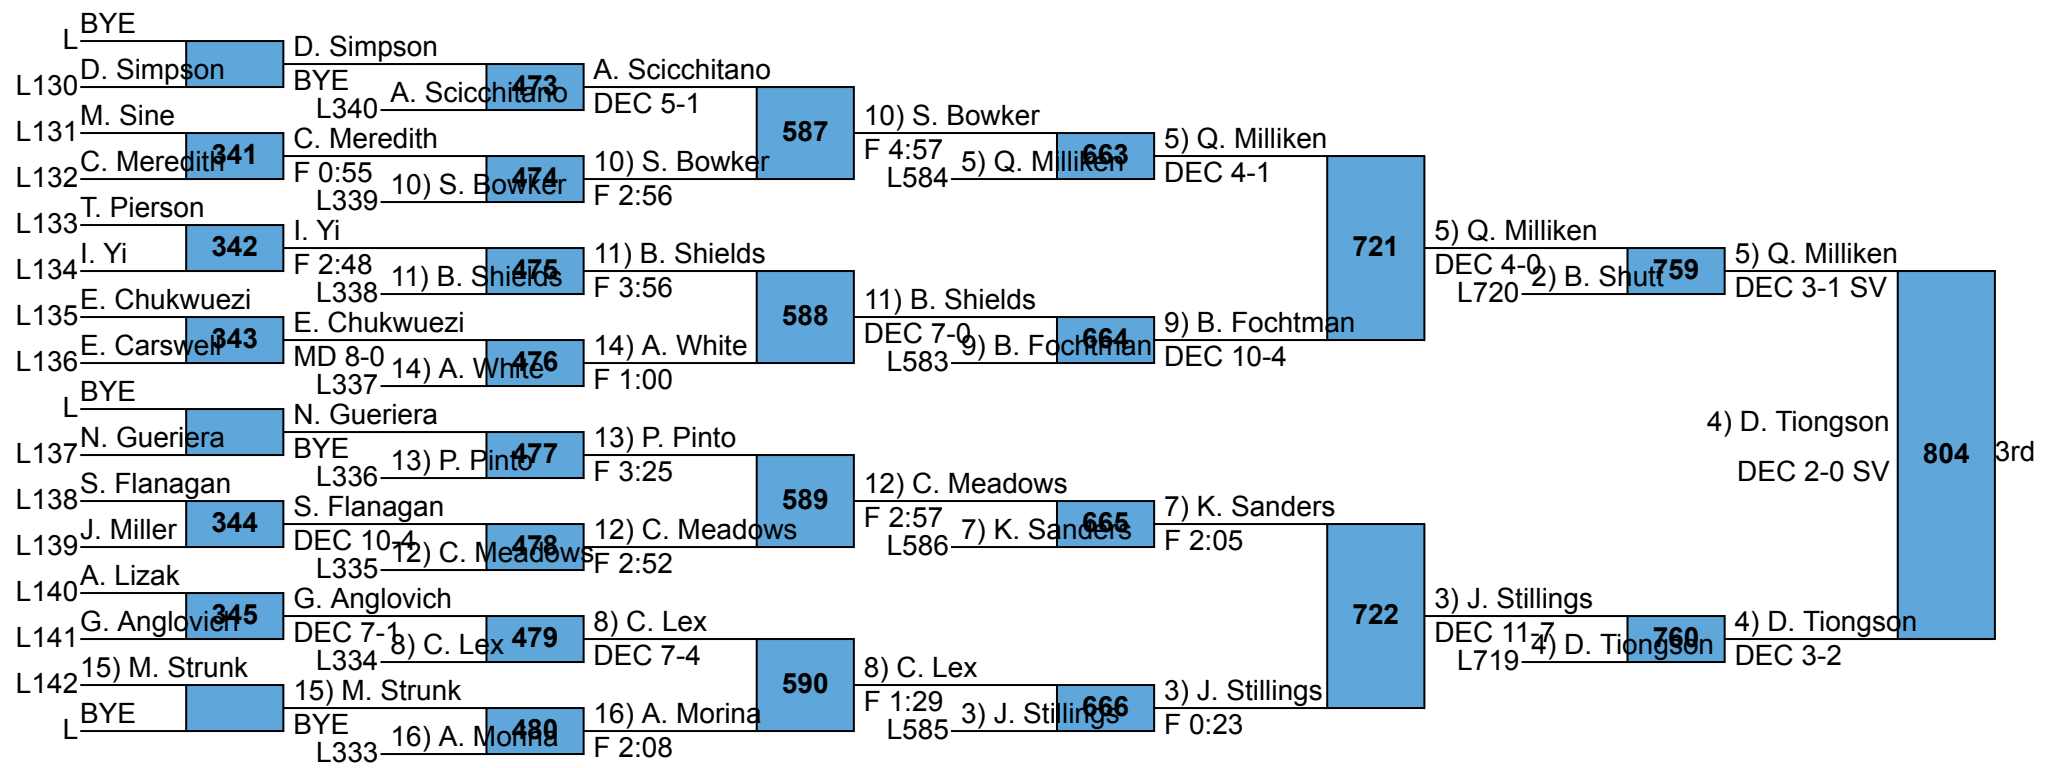 BYE
L
D. Simpson
L130
M. Sine
L131
C. Meredith
L132
341
T. Pierson
L133
I. Yi
L134
342
E. Chukwuezi
L135
E. Carswell
L136
343
BYE
L
N. Gueriera
L137
S. Flanagan
L138
J. Miller
L139
344
A. Lizak
L140
G. Anglovich
L141
345
15) M. Strunk
L142
BYE
L
D. Simpson
BYE
L340
A. Scicchitano
473
C. Meredith
F 0:55
L339
10) S. Bowker
474
I. Yi
F 2:48
L338
11) B. Shields
475
E. Chukwuezi
MD 8-0
L337
14) A. White
476
N. Gueriera
BYE
L336
13) P. Pinto
477
S. Flanagan
DEC 10-4
L335
12) C. Meadows
478
G. Anglovich
DEC 7-1
L334
8) C. Lex
479
15) M. Strunk
BYE
L333
16) A. Morina
480
A. Scicchitano
DEC 5-1
587
10) S. Bowker
F 2:56
11) B. Shields
F 3:56
588
14) A. White
F 1:00
13) P. Pinto
F 3:25
589
12) C. Meadows
F 2:52
8) C. Lex
DEC 7-4
590
16) A. Morina
F 2:08
10) S. Bowker
F 4:57
L584
5) Q. Milliken
663
11) B. Shields
DEC 7-0
L583
9) B. Fochtman
664
12) C. Meadows
F 2:57
L586
7) K. Sanders
665
8) C. Lex
F 1:29
L585
3) J. Stillings
666
5) Q. Milliken
DEC 4-1
721
9) B. Fochtman
DEC 10-4
7) K. Sanders
F 2:05
722
3) J. Stillings
F 0:23
5) Q. Milliken
DEC 4-0
L720
2) B. Shutt
759
3) J. Stillings
DEC 11-7
L719
4) D. Tiongson
760
5) Q. Milliken
DEC 3-1 SV
4) D. Tiongson
DEC 2-0 SV
804
3rd
4) D. Tiongson
DEC 3-2